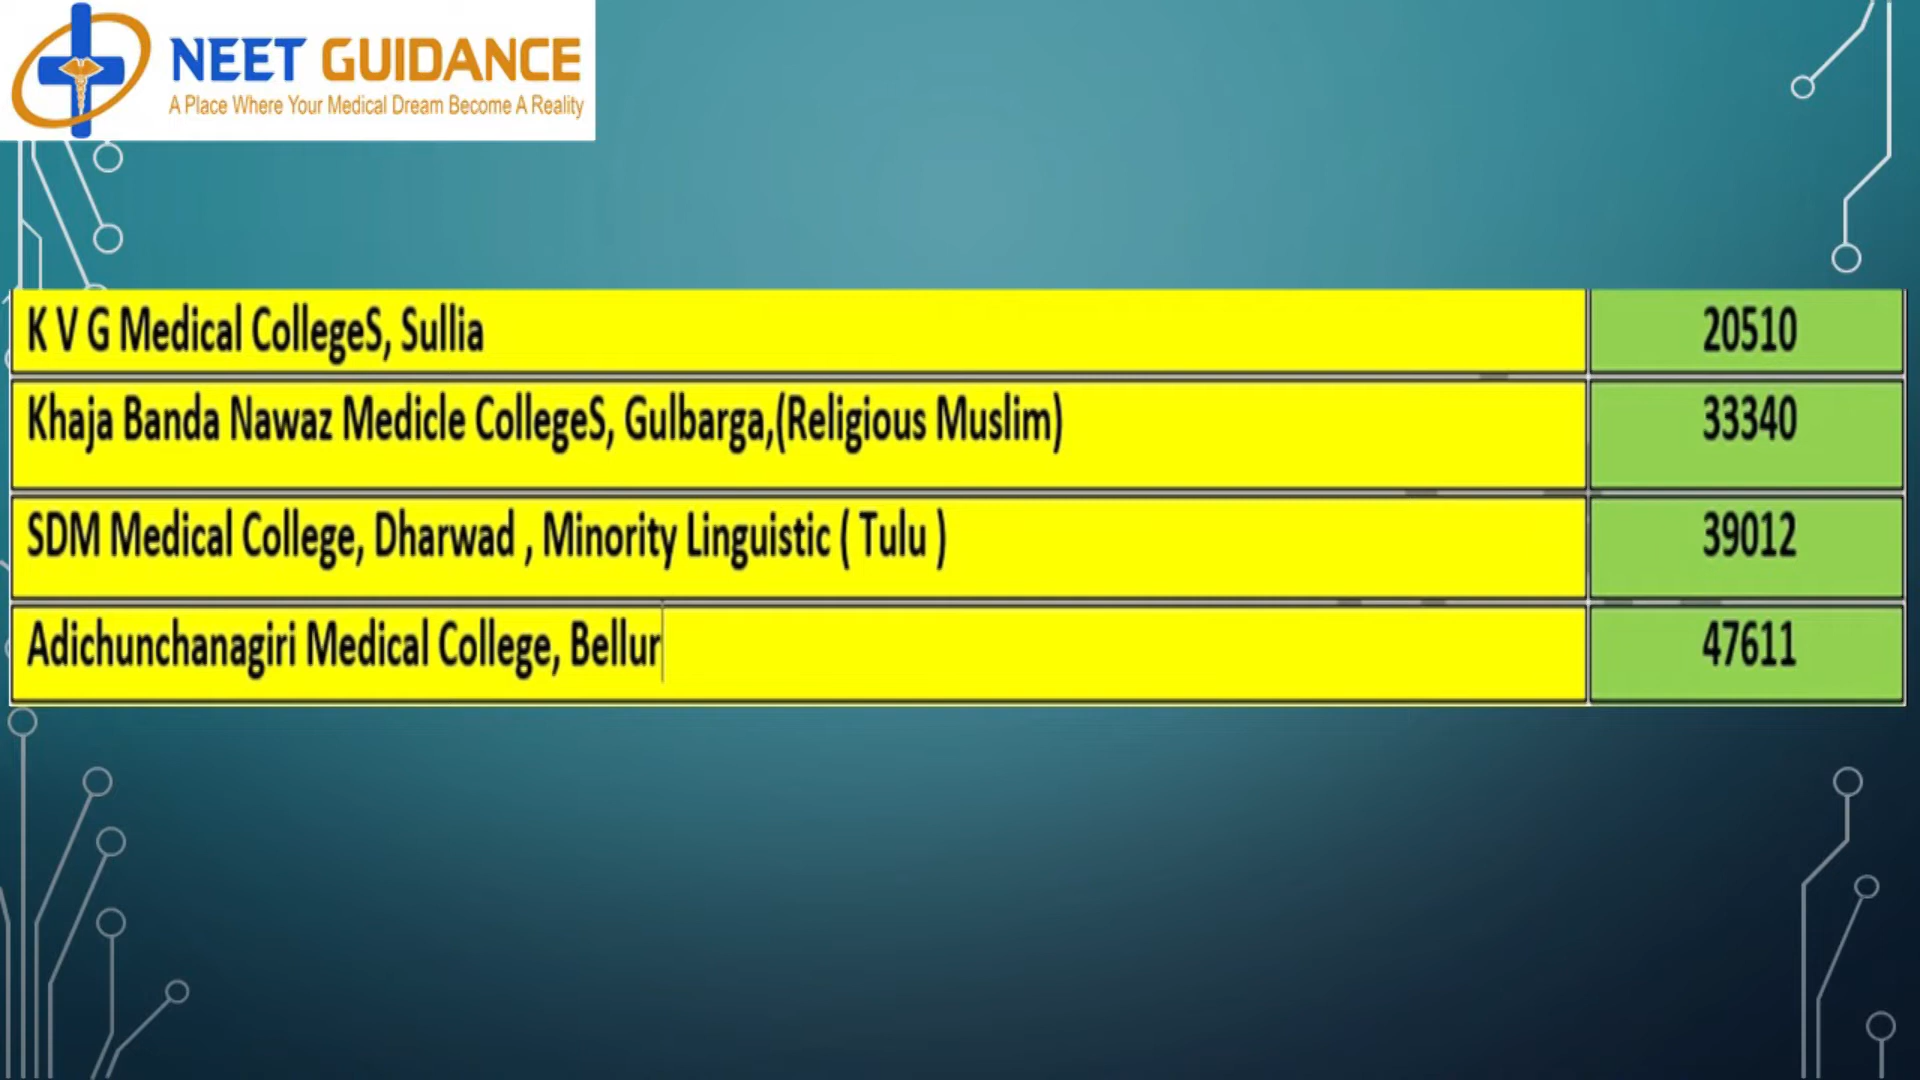 NEET GUIDANCE
A Place Where Your Medical Dream Become A Reality
K V G Medical CollegeS, Sullia 20510
Khaja Banda Nawaz Medicle CollegeS, Gulbarga,(Religious Muslim) 33340
SDM Medical College, Dharwad , Minority Linguistic ( Tulu ) 39012
Adichunchanagiri Medical College, Bellur 47611